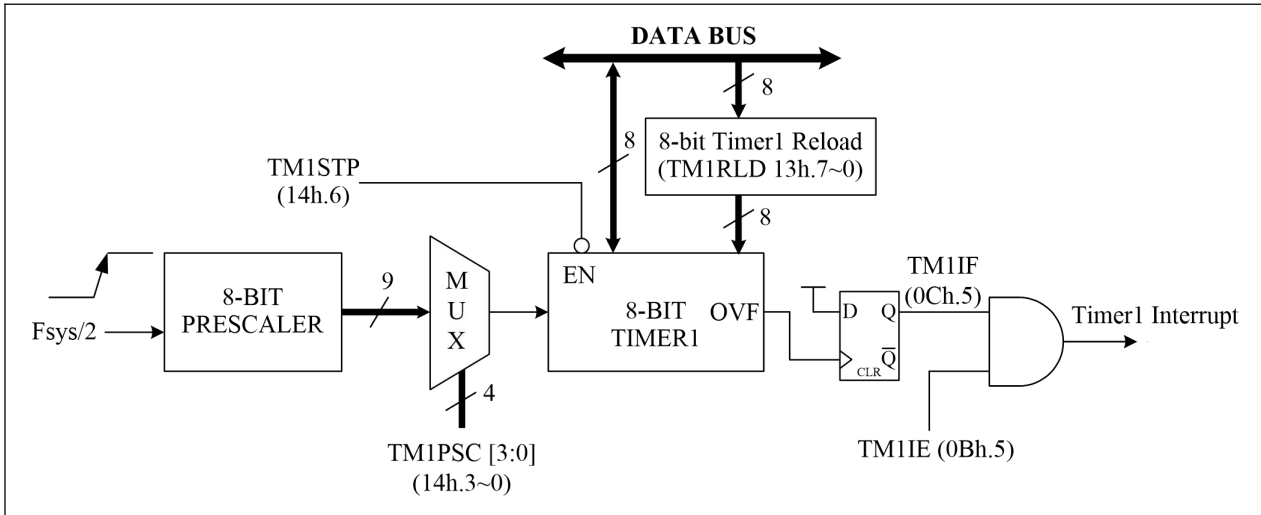 DATA BUS
8
8-bit Timer1 Reload
(TM1RLD 13h.7~0)
8
8
TM1STP
(14h.6)
8-BIT
PRESCALER
Fsys/2
9
M
U
X
4
TM1PSC [3:0]
(14h.3~0)
EN
8-BIT
TIMER1
OVF
D
Q
Q̅
CLR
TM1IF
(0Ch.5)
Timer1 Interrupt
TM1IE (0Bh.5)